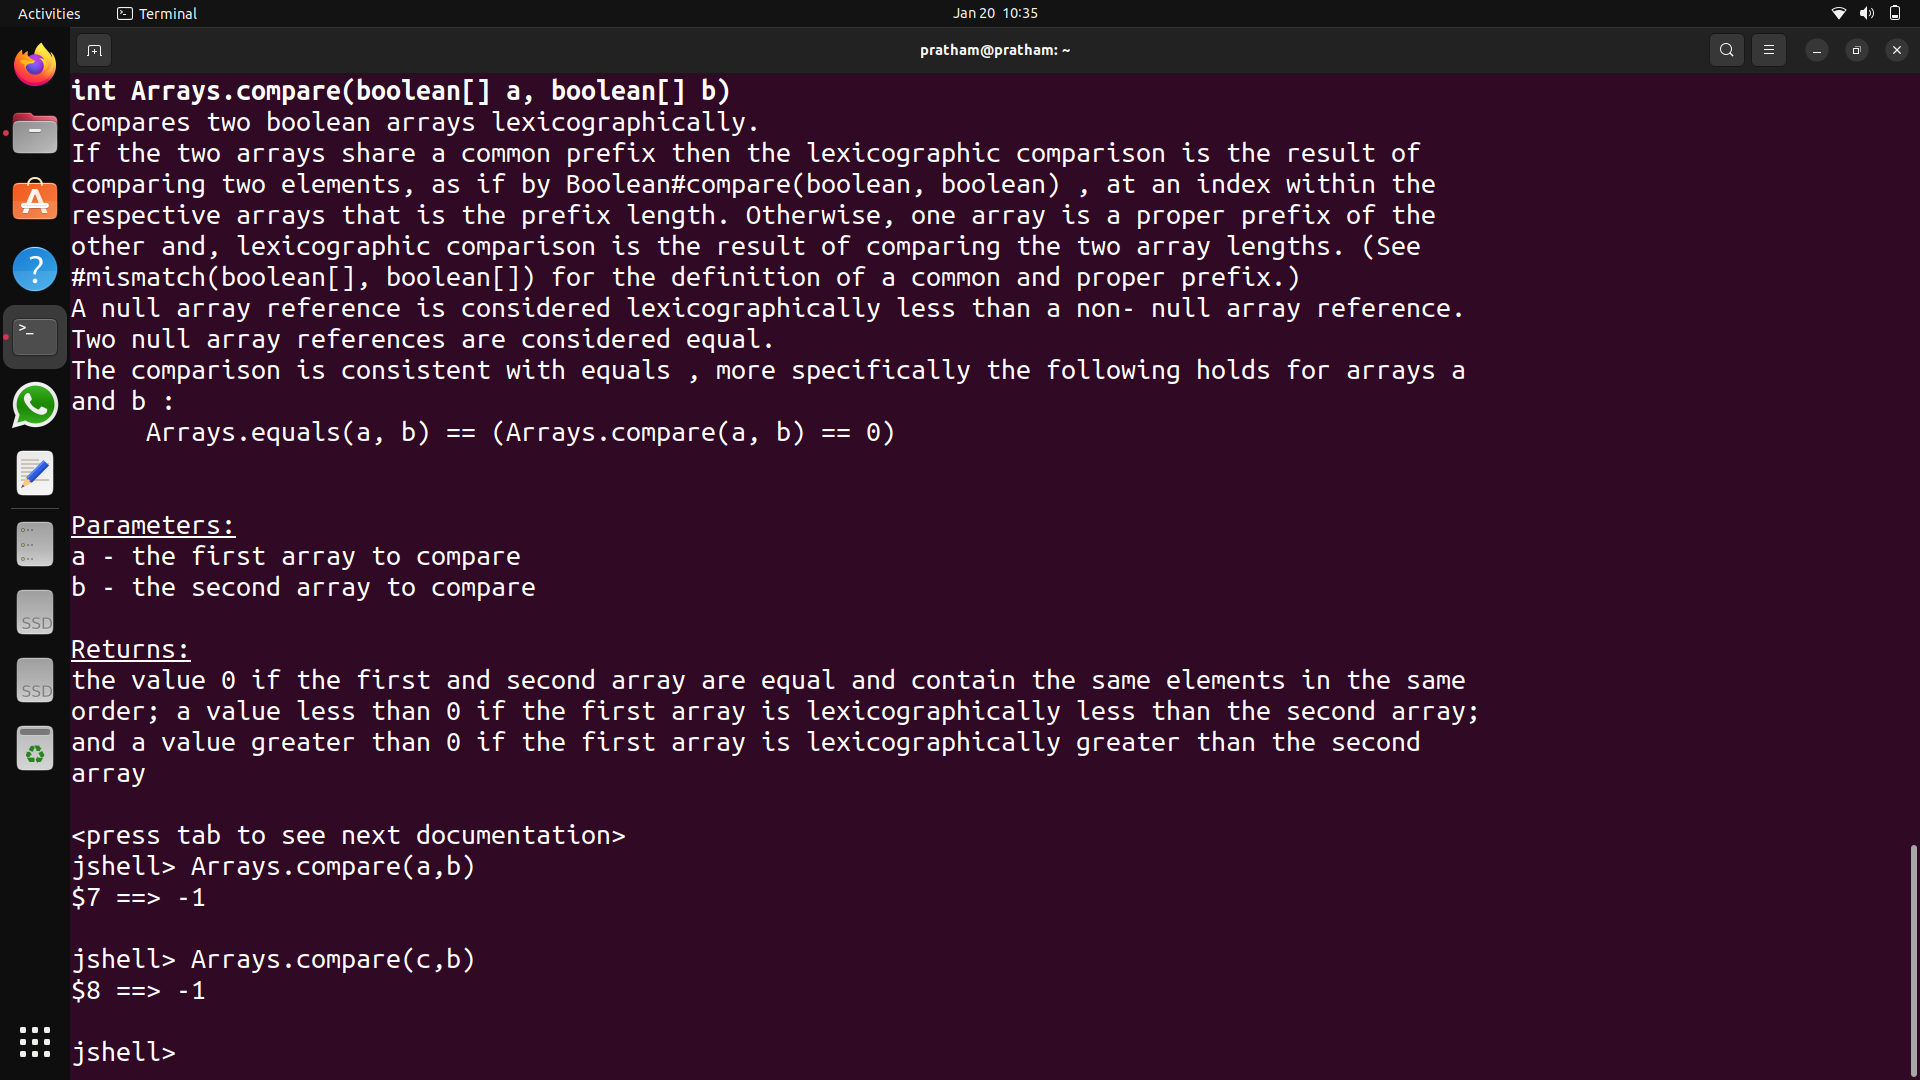 Activities
Terminal
Jan 20 10:35
pratham@pratham: ~
int Arrays.compare(boolean[] a, boolean[] b)
Compares two boolean arrays lexicographically.
If the two arrays share a common prefix then the lexicographic comparison is the result of
comparing two elements, as if by Boolean#compare(boolean, boolean) , at an index within the
respective arrays that is the prefix length. Otherwise, one array is a proper prefix of the
other and, lexicographic comparison is the result of comparing the two array lengths. (See
#mismatch(boolean[], boolean[]) for the definition of a common and proper prefix.)
A null array reference is considered lexicographically less than a non- null array reference.
Two null array references are considered equal.
The comparison is consistent with equals , more specifically the following holds for arrays a
and b :
Arrays.equals(a, b) == (Arrays.compare(a, b) == 0)
Parameters:
a - the first array to compare
b - the second array to compare
Returns:
the value 0 if the first and second array are equal and contain the same elements in the same
order; a value less than 0 if the first array is lexicographically less than the second array;
and a value greater than 0 if the first array is lexicographically greater than the second
array
<press tab to see next documentation>
jshell> Arrays.compare(a,b)
$7 ==> -1
jshell> Arrays.compare(c,b)
$8 ==> -1
jshell>
SSD
SSD